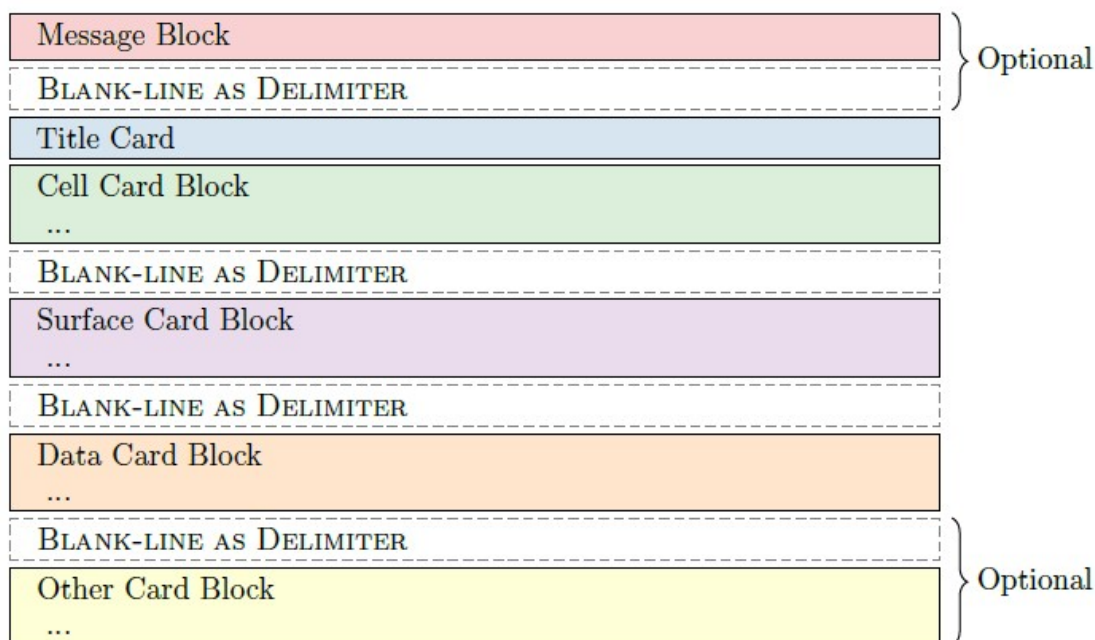 Message Block
Optional
BLANK-LINE AS DELIMITER
Title Card
Cell Card Block
...
BLANK-LINE AS DELIMITER
Surface Card Block
...
BLANK-LINE AS DELIMITER
Data Card Block
...
BLANK-LINE AS DELIMITER
Optional
Other Card Block
...